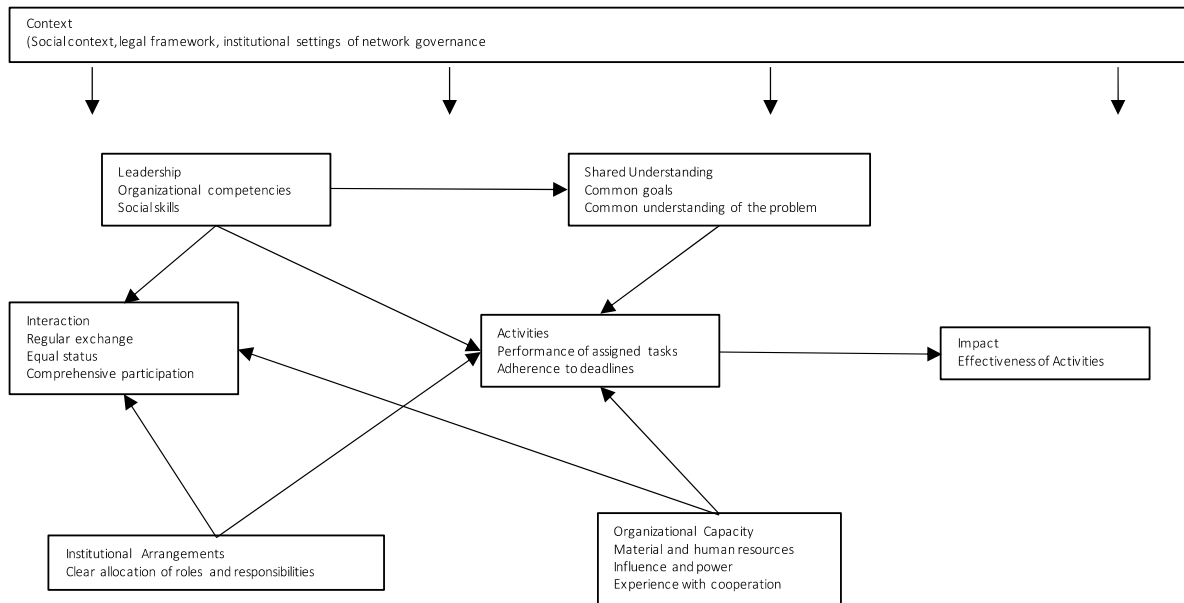 Context
(Social context, legal framework, institutional settings of network governance
Leadership
Organizational competencies
Social skills
Shared Understanding
Common goals
Common understanding of the problem
Interaction
Regular exchange
Equal status
Comprehensive participation
Activities
Performance of assigned tasks
Adherence to deadlines
Impact
Effectiveness of Activities
Institutional Arrangements
Clear allocation of roles and responsibilities
Organizational Capacity
Material and human resources
Influence and power
Experience with cooperation